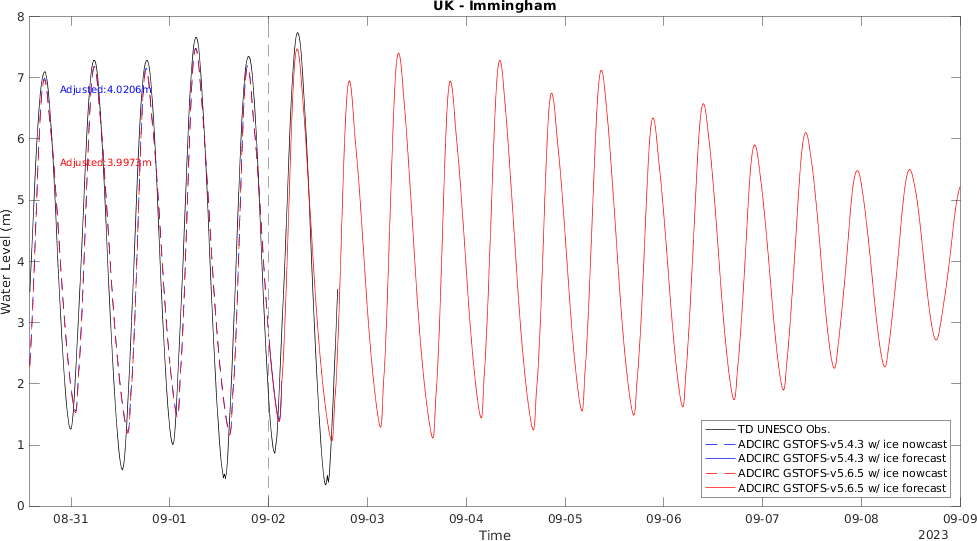 UK - Immingham
8
7
6
5
4
3
2
1
0
Water Level (m)
Adjusted:4.0206m
Adjusted:3.9973m
TD UNESCO Obs.
ADCIRC GSTOFS-v5.4.3 w/ ice nowcast
ADCIRC GSTOFS-v5.4.3 w/ ice forecast
ADCIRC GSTOFS-v5.6.5 w/ ice nowcast
ADCIRC GSTOFS-v5.6.5 w/ ice forecast
08-31 09-01 09-02 09-03 09-04 09-05 09-06 09-07 09-08 09-09
Time
2023